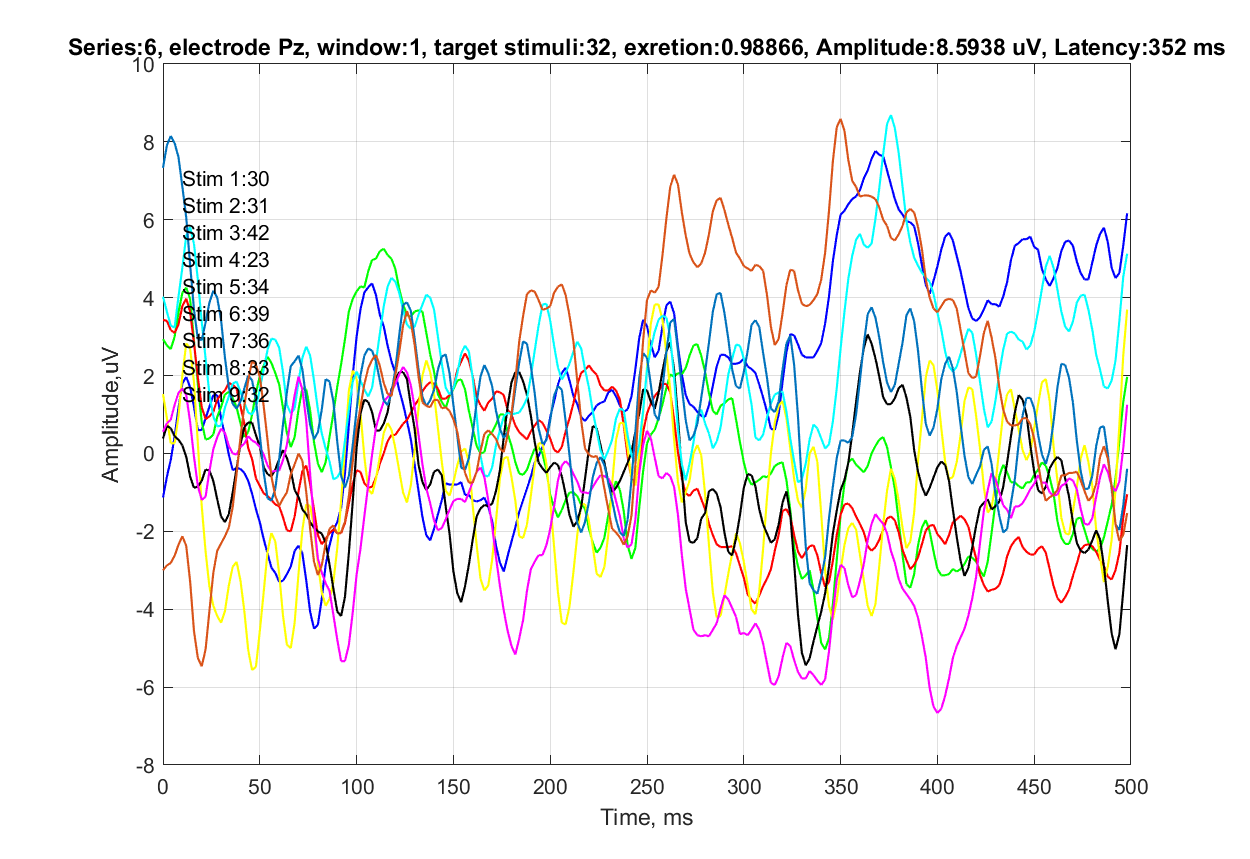 Series:6, electrode Pz, window:1, target stimuli:32, exretion:0.98866, Amplitude:8.5938 uV, Latency:352 ms
10
8
6
4
2
0
-2
-4
-6
-8
Amplitude,uV
Stim 1:30
Stim 2:31
Stim 3:42
Stim 4:23
Stim 5:34
Stim 6:39
Stim 7:36
Stim 8:33
Stim 9:32
0 50 100 150 200 250 300 350 400 450 500
Time, ms